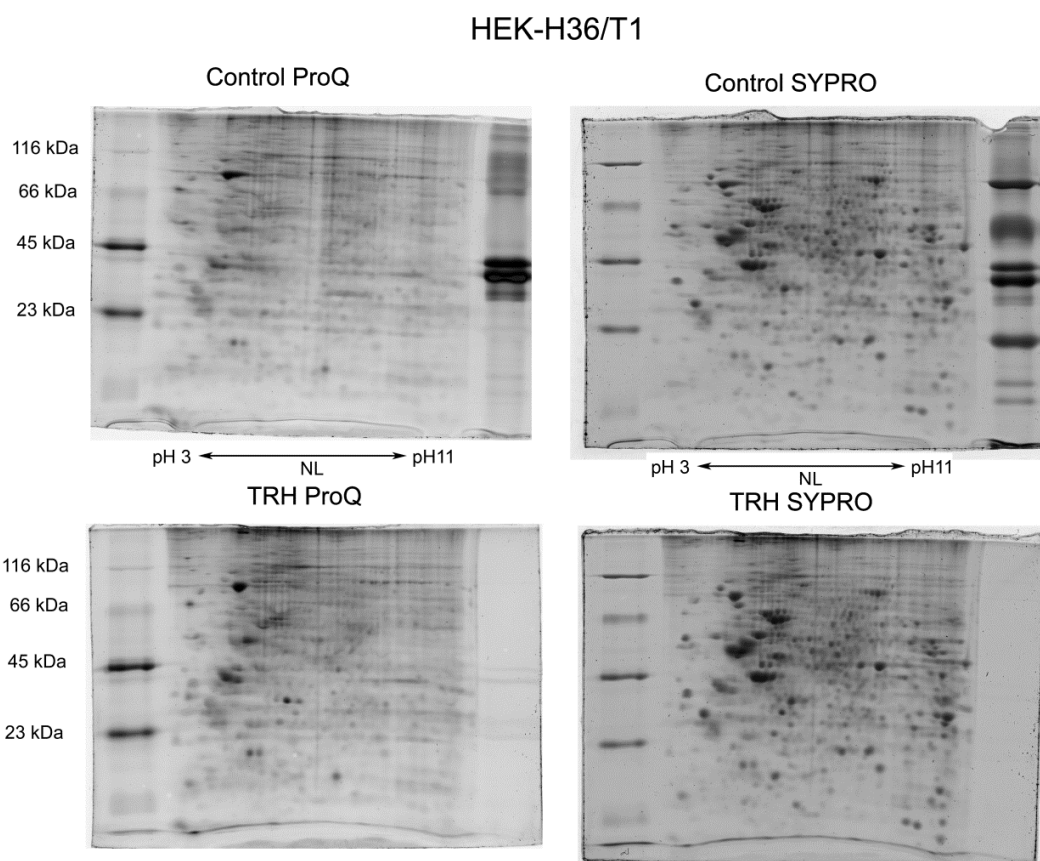 HEK-H36/T1
Control ProQ
Control SYPRO
116 kDa
66 kDa
45 kDa
23 kDa
pH 3
NL
pH11
pH 3
NL
pH11
TRH ProQ
TRH SYPRO
116 kDa
66 kDa
45 kDa
23 kDa